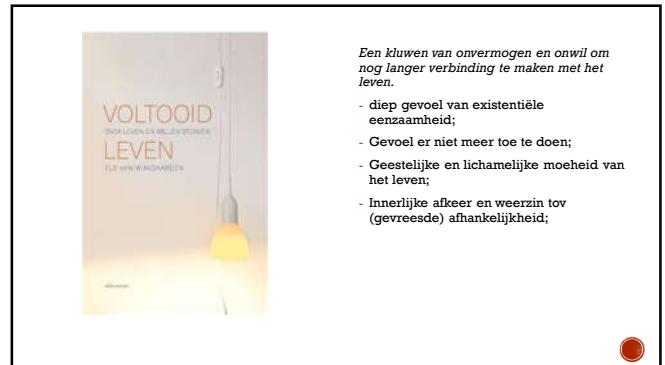 VOLTOOID
OVER LEVEN EN WILLEN STERVEN
LEVEN
ELS VAN WIJNGAARDEN
Een kluwen van onvermogen en onwil om
nog langer verbinding te maken met het
leven.
- diep gevoel van existentiële
eenzaamheid;
- Gevoel er niet meer toe te doen;
- Geestelijke en lichamelijke moeheid van
het leven;
- Innerlijke afkeer en weerzin tov
(gevreesde) afhankelijkheid;